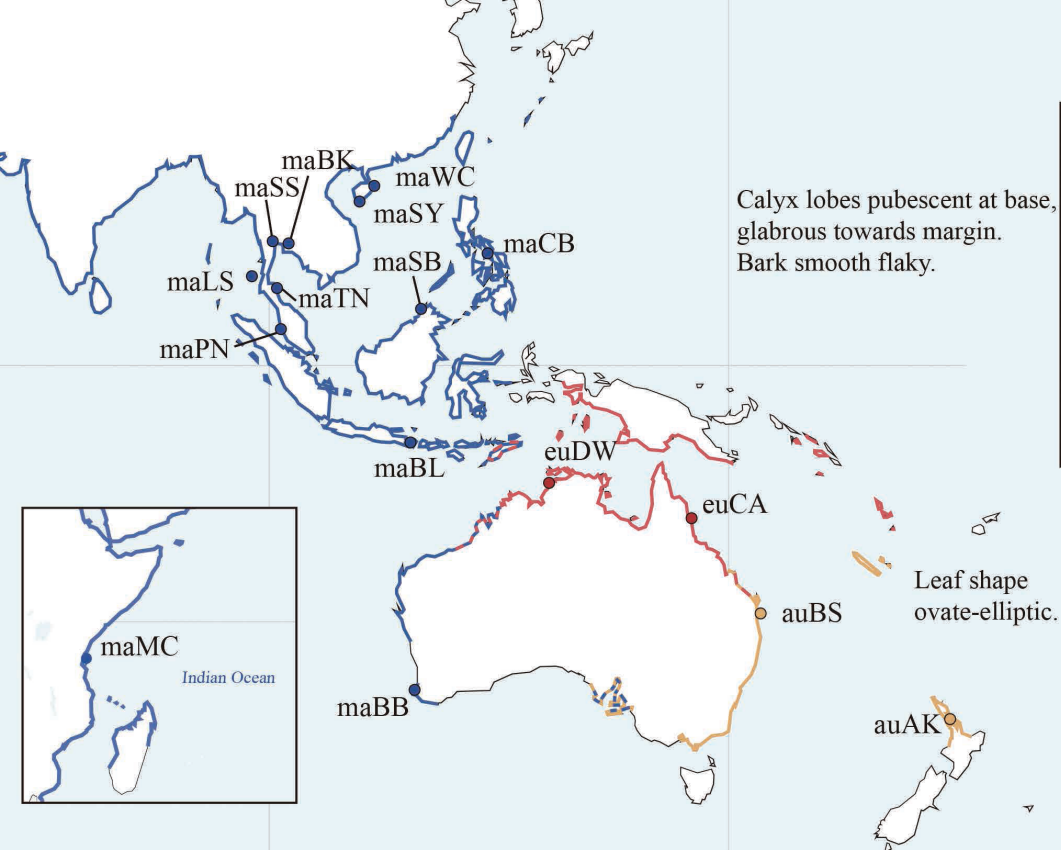 maBK
maSS
maWC
maSY
Calyx lobes pubescent at base,
glabrous towards margin.
Bark smooth flaky.
maCB
maSB
maLS
maTN
maPN
maBL
euDW
euCA
Leaf shape
ovate-elliptic.
auBS
maMC
Indian Ocean
maBB
auAK